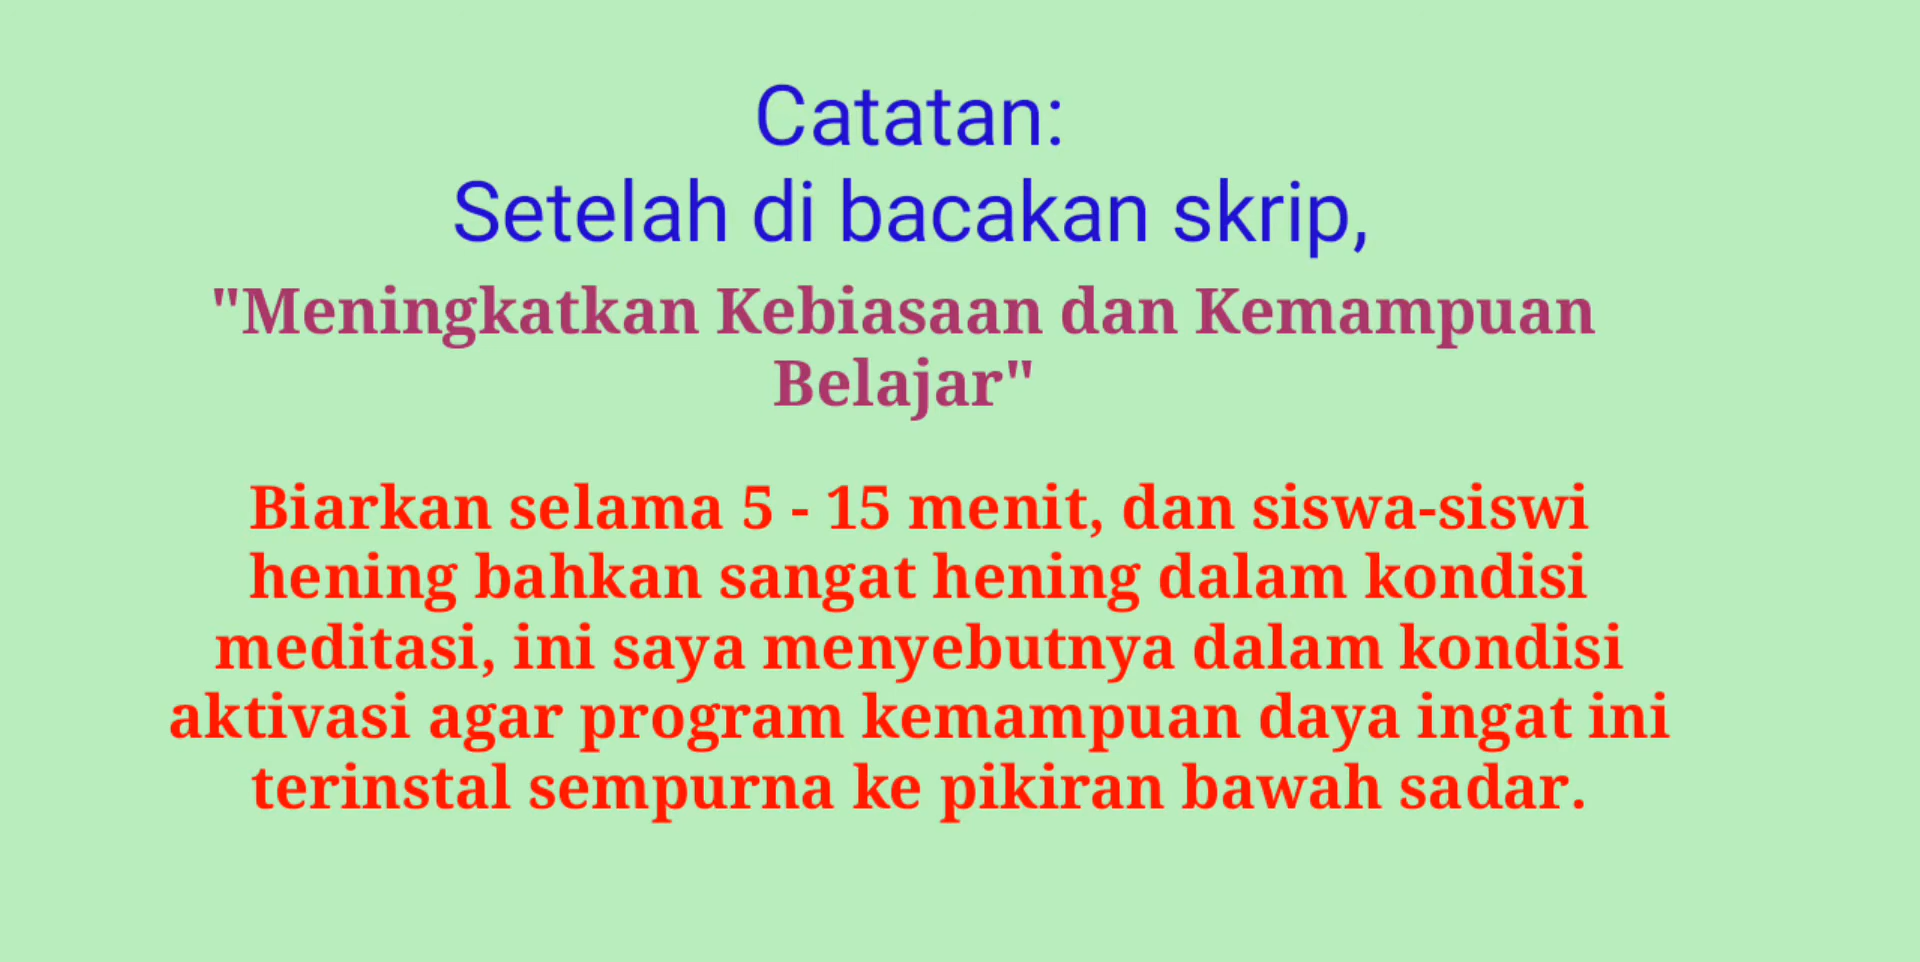 Catatan:
Setelah di bacakan skrip,
"Meningkatkan Kebiasaan dan Kemampuan
Belajar"
Biarkan selama 5 - 15 menit, dan siswa-siswi
hening bahkan sangat hening dalam kondisi
meditasi, ini saya menyebutnya dalam kondisi
aktivasi agar program kemampuan daya ingat ini
terinstal sempurna ke pikiran bawah sadar.